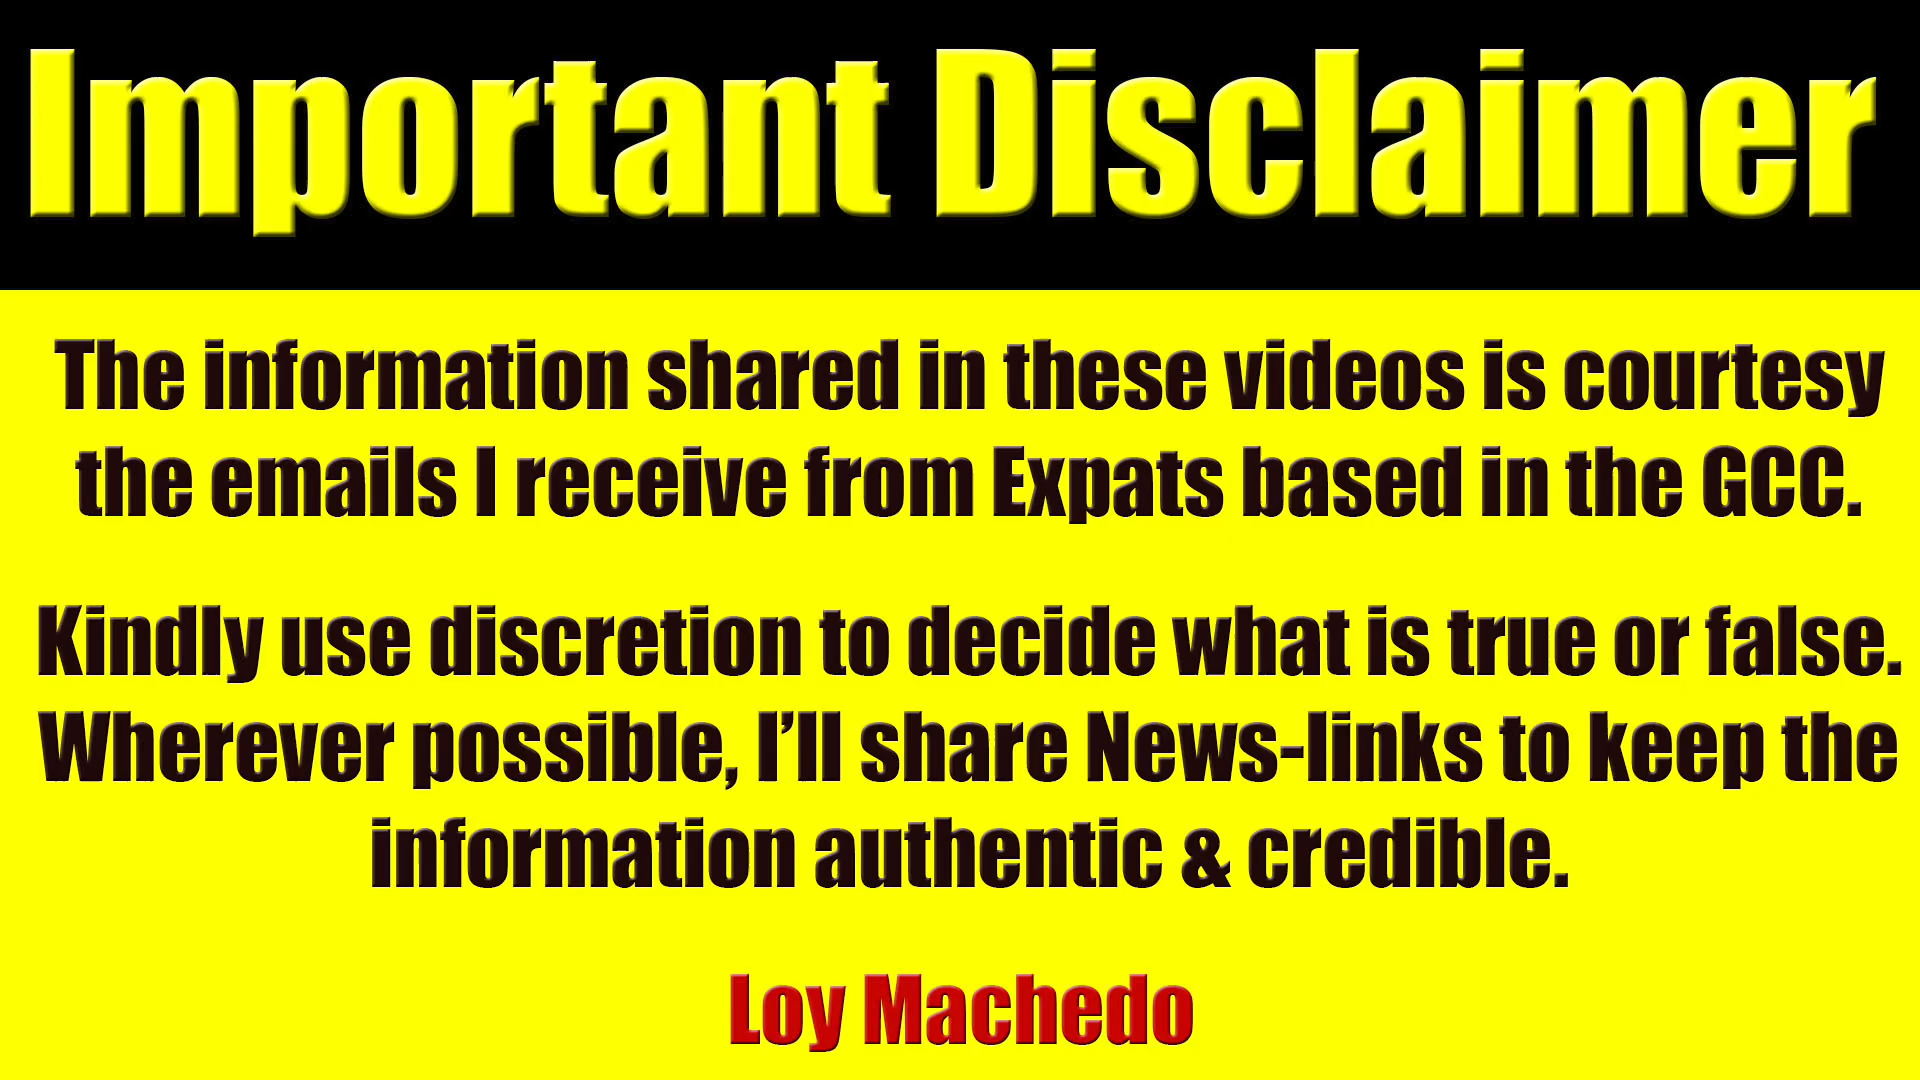 Important Disclaimer
The information shared in these videos is courtesy
the emails I receive from Expats based in the GCC.
Kindly use discretion to decide what is true or false.
Wherever possible, I’ll share News-links to keep the
information authentic & credible.
Loy Machedo